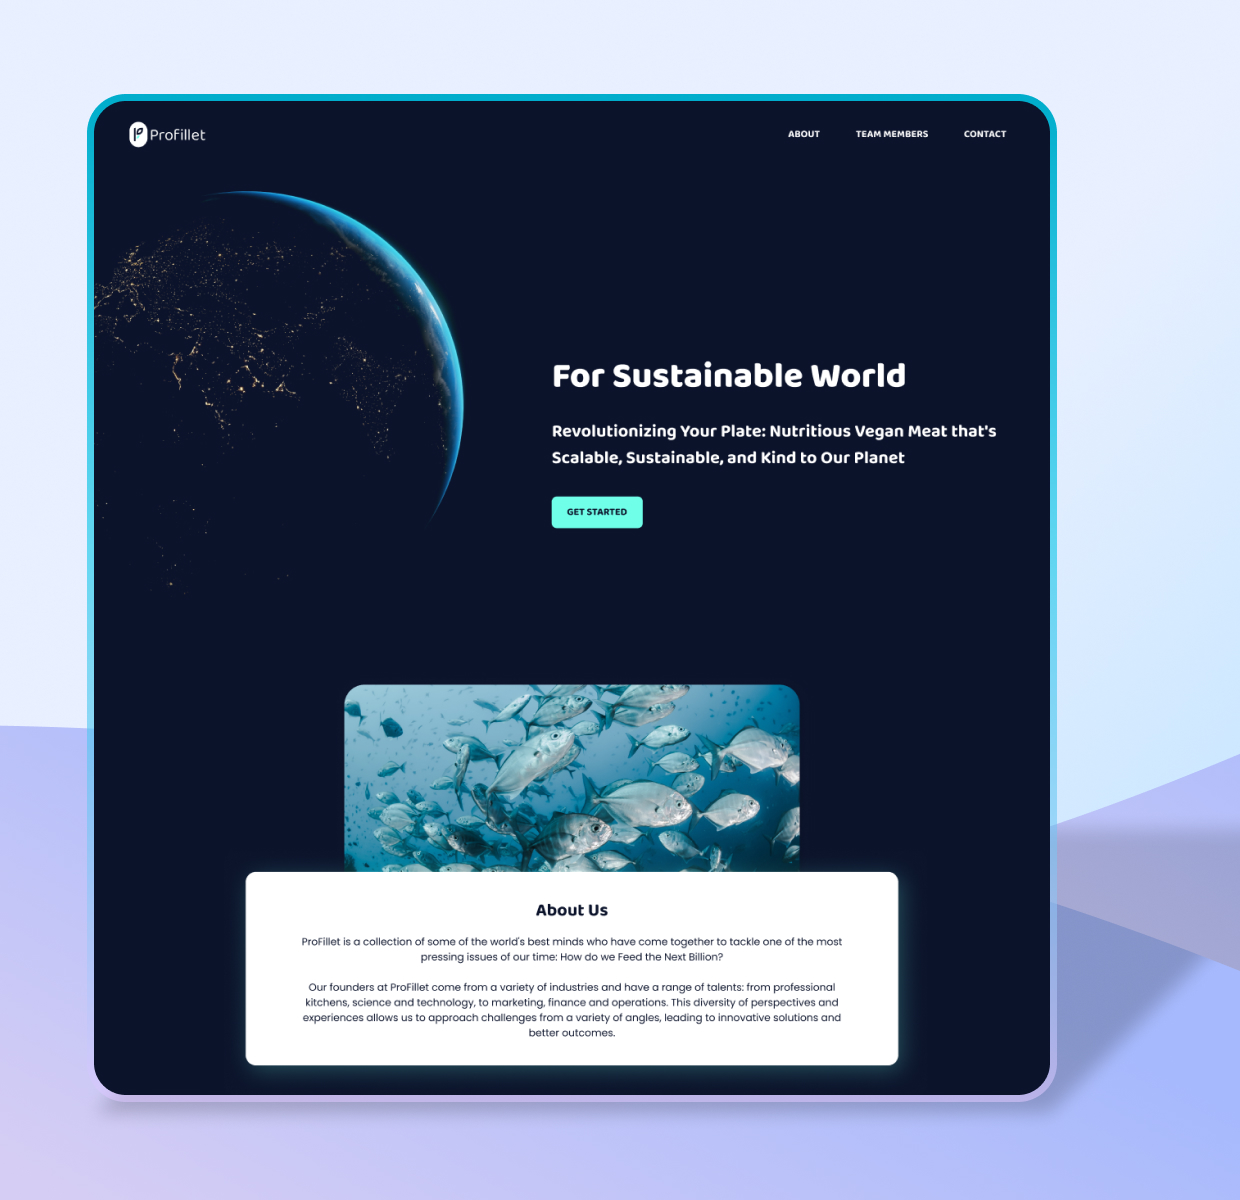 Profillet
ABOUT TEAM MEMBERS CONTACT
For Sustainable World
Revolutionizing Your Plate: Nutritious Vegan Meat that's
Scalable, Sustainable, and Kind to Our Planet
GET STARTED
About Us
ProFillet is a collection of some of the world's best minds who have come together to tackle one of the most
pressing issues of our time: How do we Feed the Next Billion?
Our founders at ProFillet come from a variety of industries and have a range of talents: from professional
kitchens, science and technology, to marketing, finance and operations. This diversity of perspectives and
experiences allows us to approach challenges from a variety of angles, leading to innovative solutions and
better outcomes.